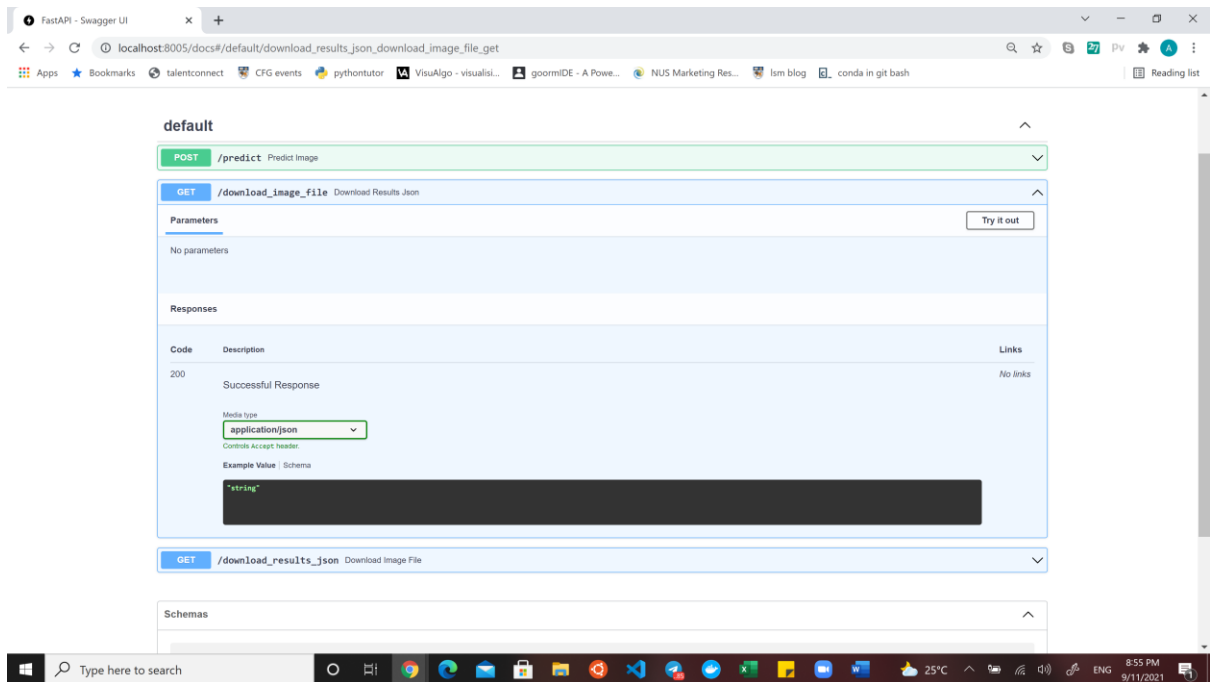 FastAPI - Swagger UI
localhost:8005/docs#/default/download_results_json_download_image_file_get
27 PV A
Apps Bookmarks talentconnect CFG events pythontutor VisuAlgo - visualisi... goormIDE - A Powe... NUS Marketing Res... lsm blog conda in git bash Reading list
default
POST /predict Predict Image
GET /download_image_file Download Results Json
Parameters Try it out
No parameters
Responses
Code Description Links
200 Successful Response No links
Media type
application/json
Controls Accept header.
Example Value Schema
"string"
GET /download_results_json Download Image File
Schemas
Type here to search 25°C ENG 8:55 PM
9/11/2021